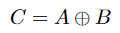 C = A ⊕ B